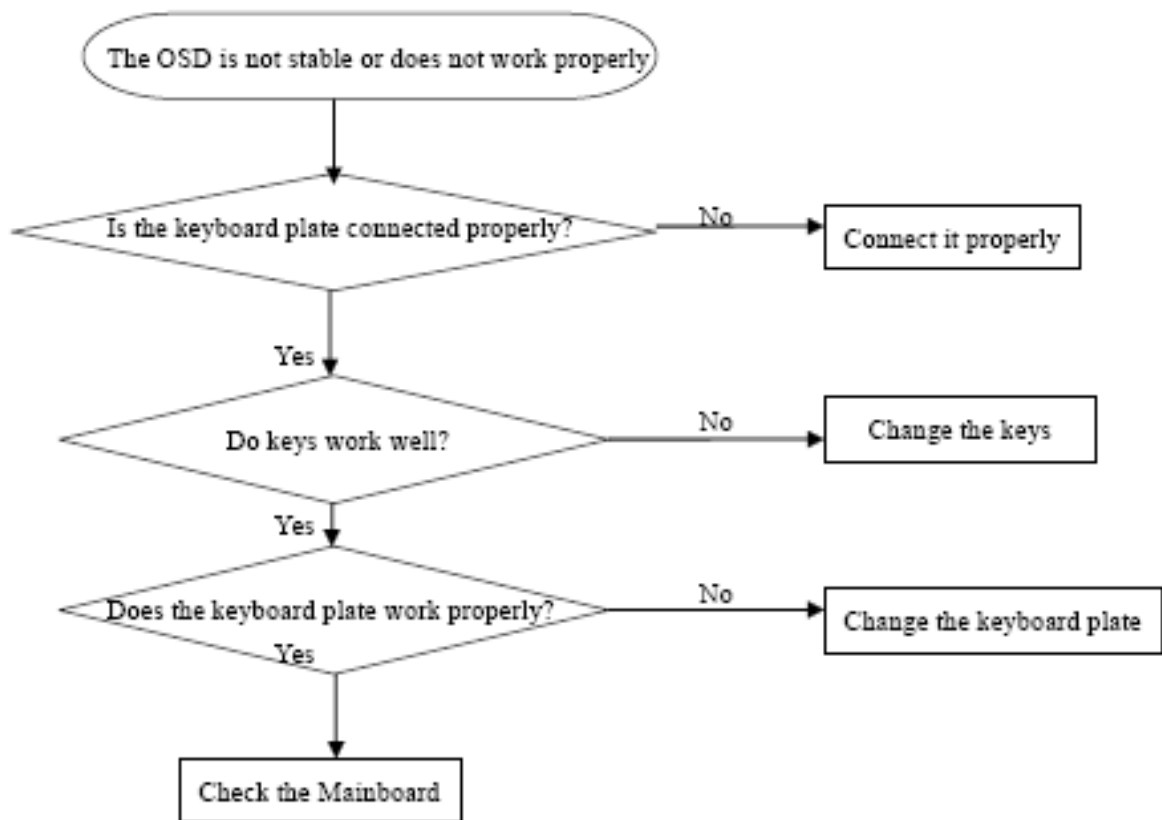 The OSD is not stable or does not work properly
Is the keyboard plate connected properly?
No
Connect it properly
Yes
Do keys work well?
No
Change the keys
Yes
Does the keyboard plate work properly?
No
Change the keyboard plate
Yes
Check the Mainboard